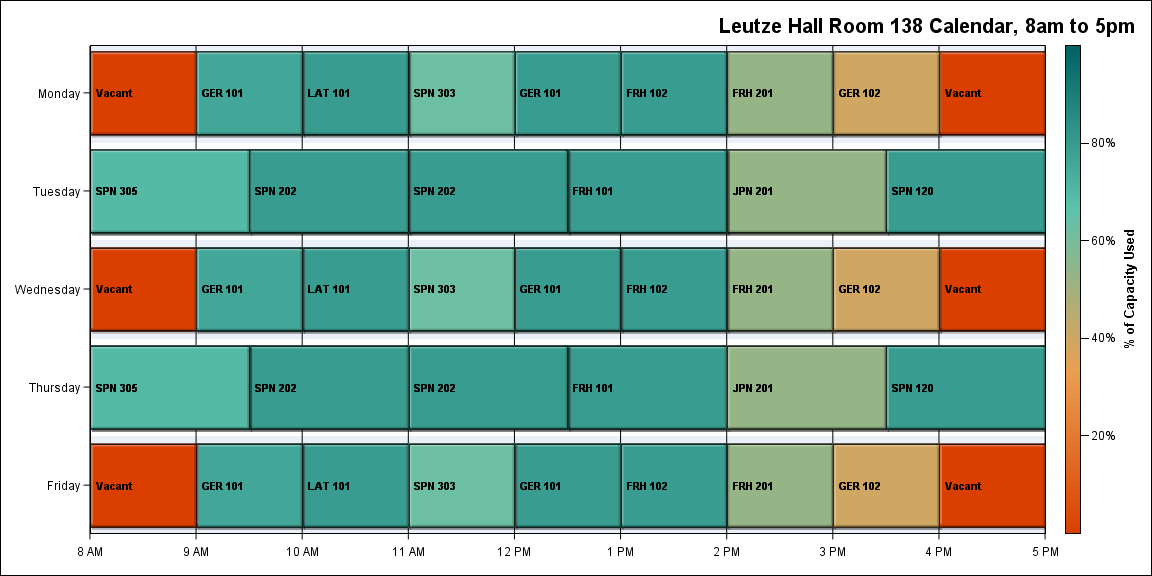 Leutze Hall Room 138 Calendar, 8am to 5pm
Monday Vacant GER 101 LAT 101 SPN 303 GER 101 FRH 102 FRH 201 GER 102 Vacant
80%
Tuesday SPN 305 SPN 202 SPN 202 FRH 101 JPN 201 SPN 120
60%
% of Capacity Used
Wednesday Vacant GER 101 LAT 101 SPN 303 GER 101 FRH 102 FRH 201 GER 102 Vacant
40%
Thursday SPN 305 SPN 202 SPN 202 FRH 101 JPN 201 SPN 120
20%
Friday Vacant GER 101 LAT 101 SPN 303 GER 101 FRH 102 FRH 201 GER 102 Vacant
8 AM 9 AM 10 AM 11 AM 12 PM 1 PM 2 PM 3 PM 4 PM 5 PM